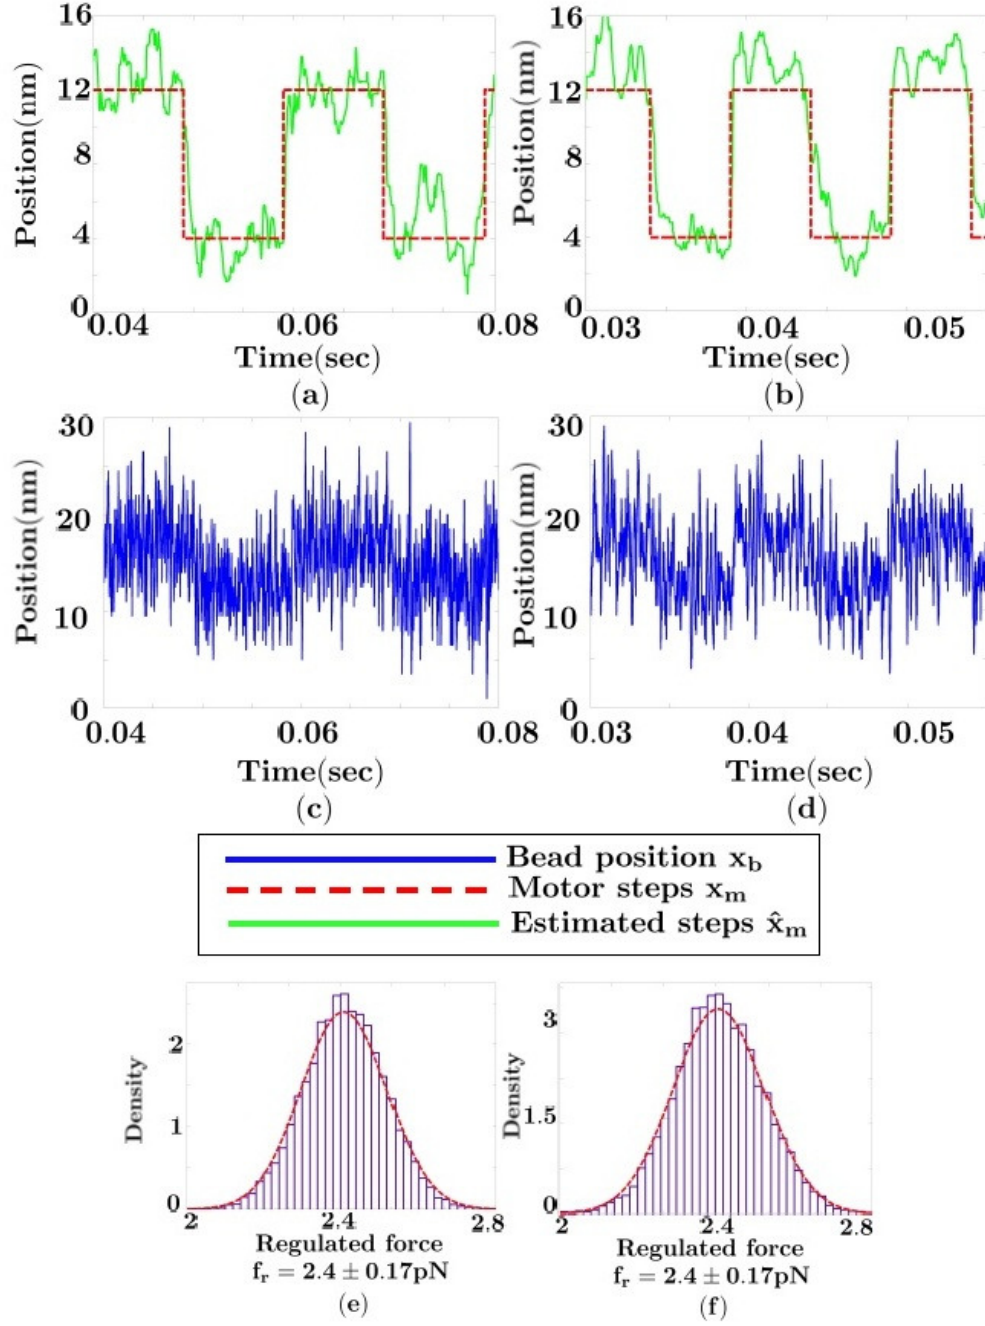 16
12
8
4
0
Position(nm)
0.04
0.06
0.08
Time(sec)
(a)
16
12
8
4
0
Position(nm)
0.03
0.04
0.05
Time(sec)
(b)
30
20
10
0
Position(nm)
0.04
0.06
0.08
Time(sec)
(c)
30
20
10
0
Position(nm)
0.03
0.04
0.05
Time(sec)
(d)
Bead position x_b
Motor steps x_m
Estimated steps x̂_m
2
1
0
Density
2
2.4
2.8
Regulated force
f_r = 2.4 ± 0.17pN
(e)
3
1.5
0
Density
2
2.4
2.8
Regulated force
f_r = 2.4 ± 0.17pN
(f)